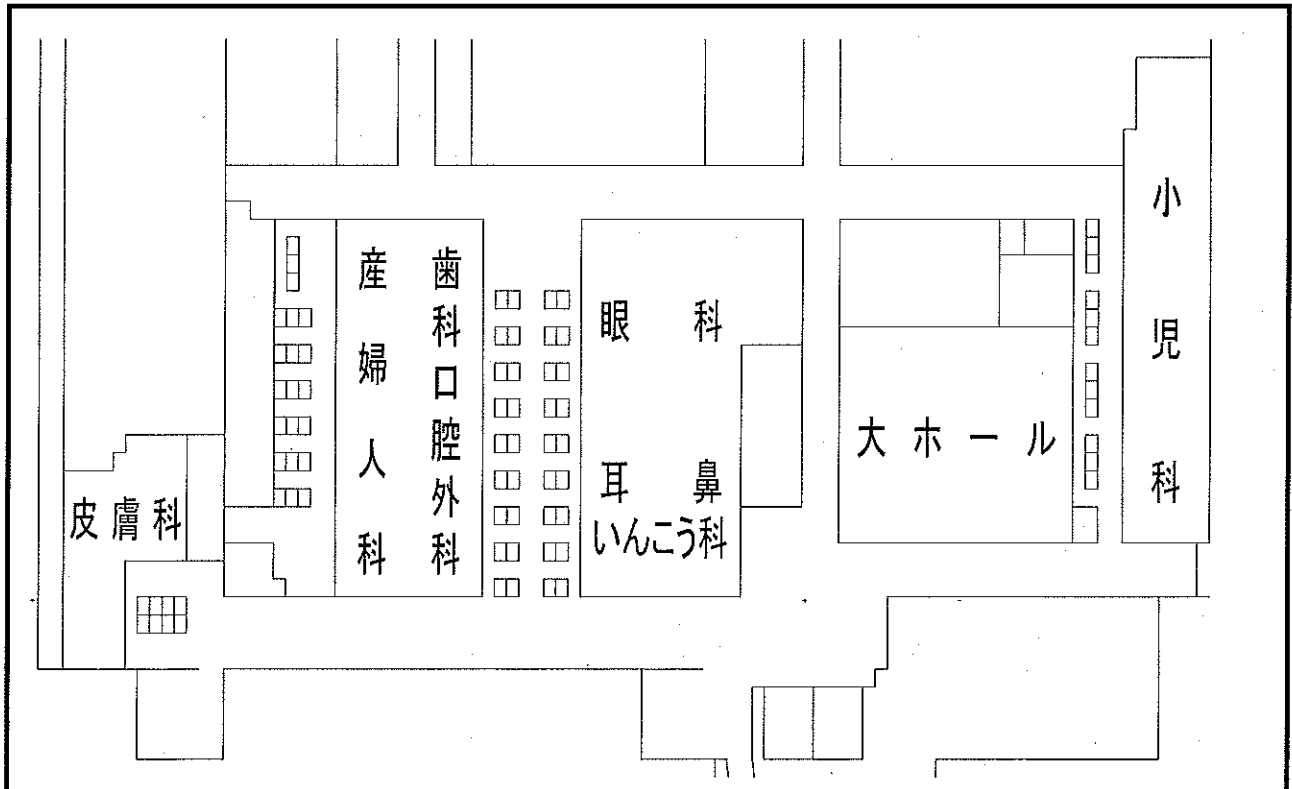 小児科
産婦人科
歯科口腔外科
眼科
耳鼻
いんこう科
大ホール
皮膚科